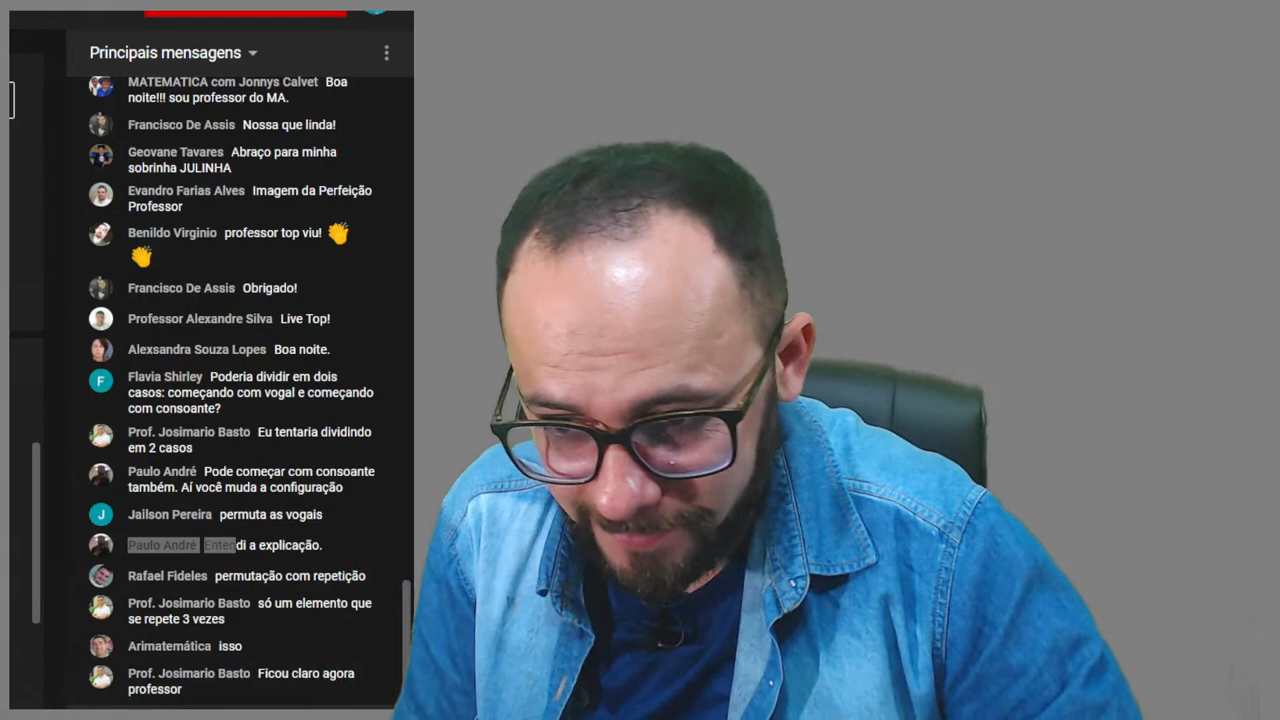 Principais mensagens
MATEMATICA com Jonnys Calvet Boa
noite!!! sou professor do MA.
Francisco De Assis Nossa que linda!
Geovane Tavares Abraço para minha
sobrinha JULINHA
Evandro Farias Alves Imagem da Perfeição
Professor
Benildo Virginio professor top viu! 👏
👏
Francisco De Assis Obrigado!
Professor Alexandre Silva Live Top!
Alexsandra Souza Lopes Boa noite.
F Flavia Shirley Poderia dividir em dois
casos: começando com vogal e começando
com consoante?
Prof. Josimario Basto Eu tentaria dividindo
em 2 casos
Paulo André Pode começar com consoante
também. Aí você muda a configuração
J Jailson Pereira permuta as vogais
Paulo André Entendi a explicação.
Rafael Fideles permutação com repetição
Prof. Josimario Basto só um elemento que
se repete 3 vezes
Arimatemática isso
Prof. Josimario Basto Ficou claro agora
professor